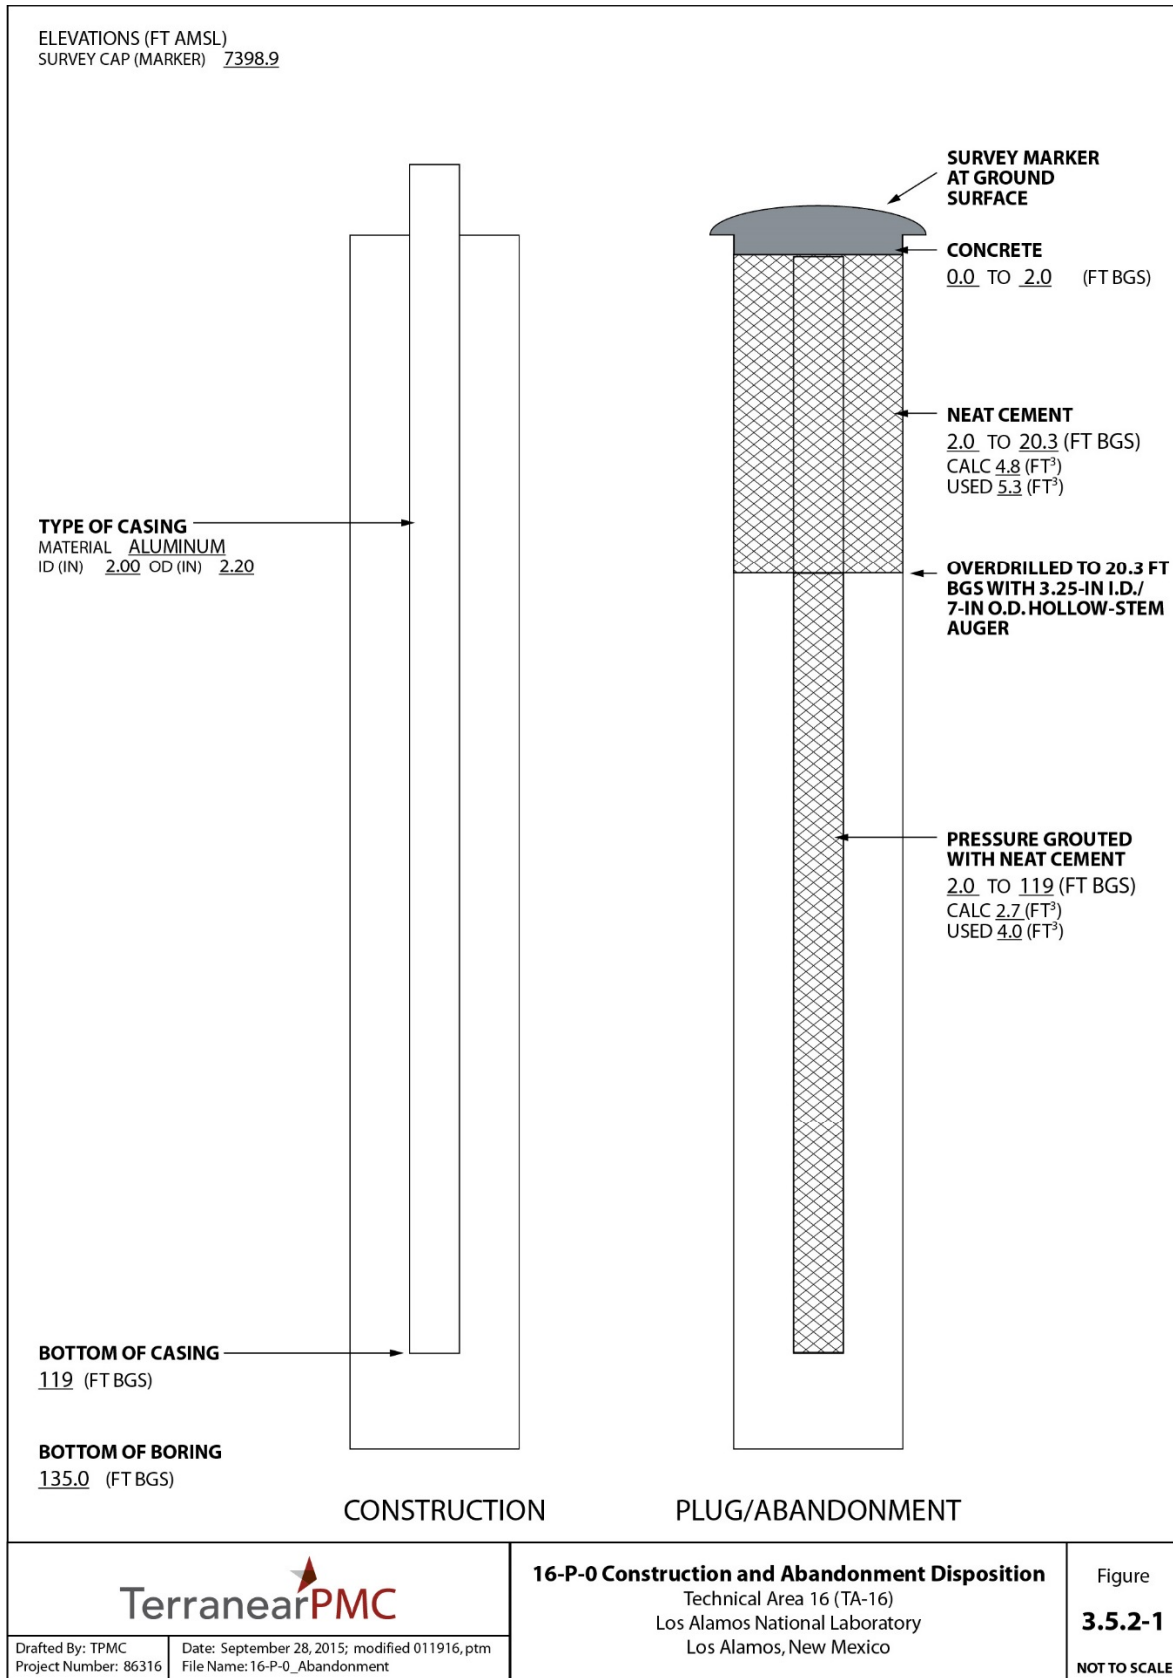 ELEVATIONS (FT AMSL)
SURVEY CAP (MARKER) 7398.9
SURVEY MARKER
AT GROUND
SURFACE
CONCRETE
0.0 TO 2.0 (FT BGS)
NEAT CEMENT
2.0 TO 20.3 (FT BGS)
CALC 4.8 (FT³)
USED 5.3 (FT³)
TYPE OF CASING
MATERIAL ALUMINUM
ID (IN) 2.00 OD (IN) 2.20
OVERDRILLED TO 20.3 FT
BGS WITH 3.25-IN I.D./
7-IN O.D. HOLLOW-STEM
AUGER
PRESSURE GROUTED
WITH NEAT CEMENT
2.0 TO 119 (FT BGS)
CALC 2.7 (FT³)
USED 4.0 (FT³)
BOTTOM OF CASING
119 (FT BGS)
BOTTOM OF BORING
135.0 (FT BGS)
CONSTRUCTION
PLUG/ABANDONMENT
TerranearPMC
Drafted By: TPMC
Project Number: 86316
Date: September 28, 2015; modified 011916, ptm
File Name: 16-P-0_Abandonment
16-P-0 Construction and Abandonment Disposition
Technical Area 16 (TA-16)
Los Alamos National Laboratory
Los Alamos, New Mexico
Figure
3.5.2-1
NOT TO SCALE